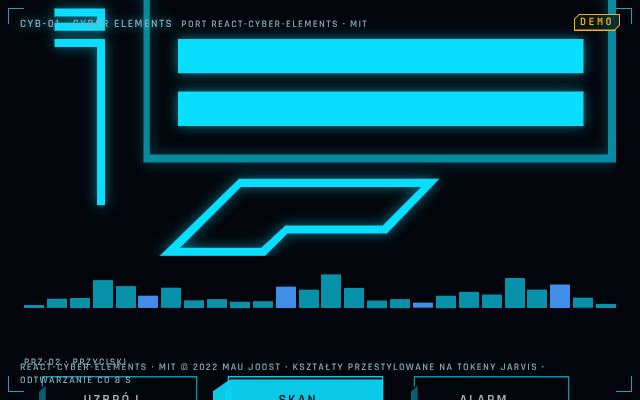 CYB-01 · CYBER ELEMENTS PORT REACT-CYBER-ELEMENTS · MIT
DEMO
PRZ-02 · PRZYCISKI
REACT-CYBER-ELEMENTS · MIT © 2022 MAU JOOST · KSZTAŁTY PRZESTYLOWANE NA TOKENY JARVIS ·
ODTWARZANIE CO 8 S
UZBRÓJ SKAN ALARM